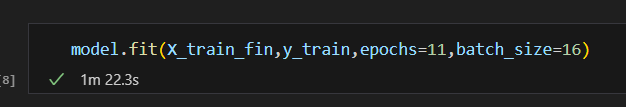 model.fit(X_train_fin,y_train,epochs=11,batch_size=16)
[8]
✓ 1m 22.3s